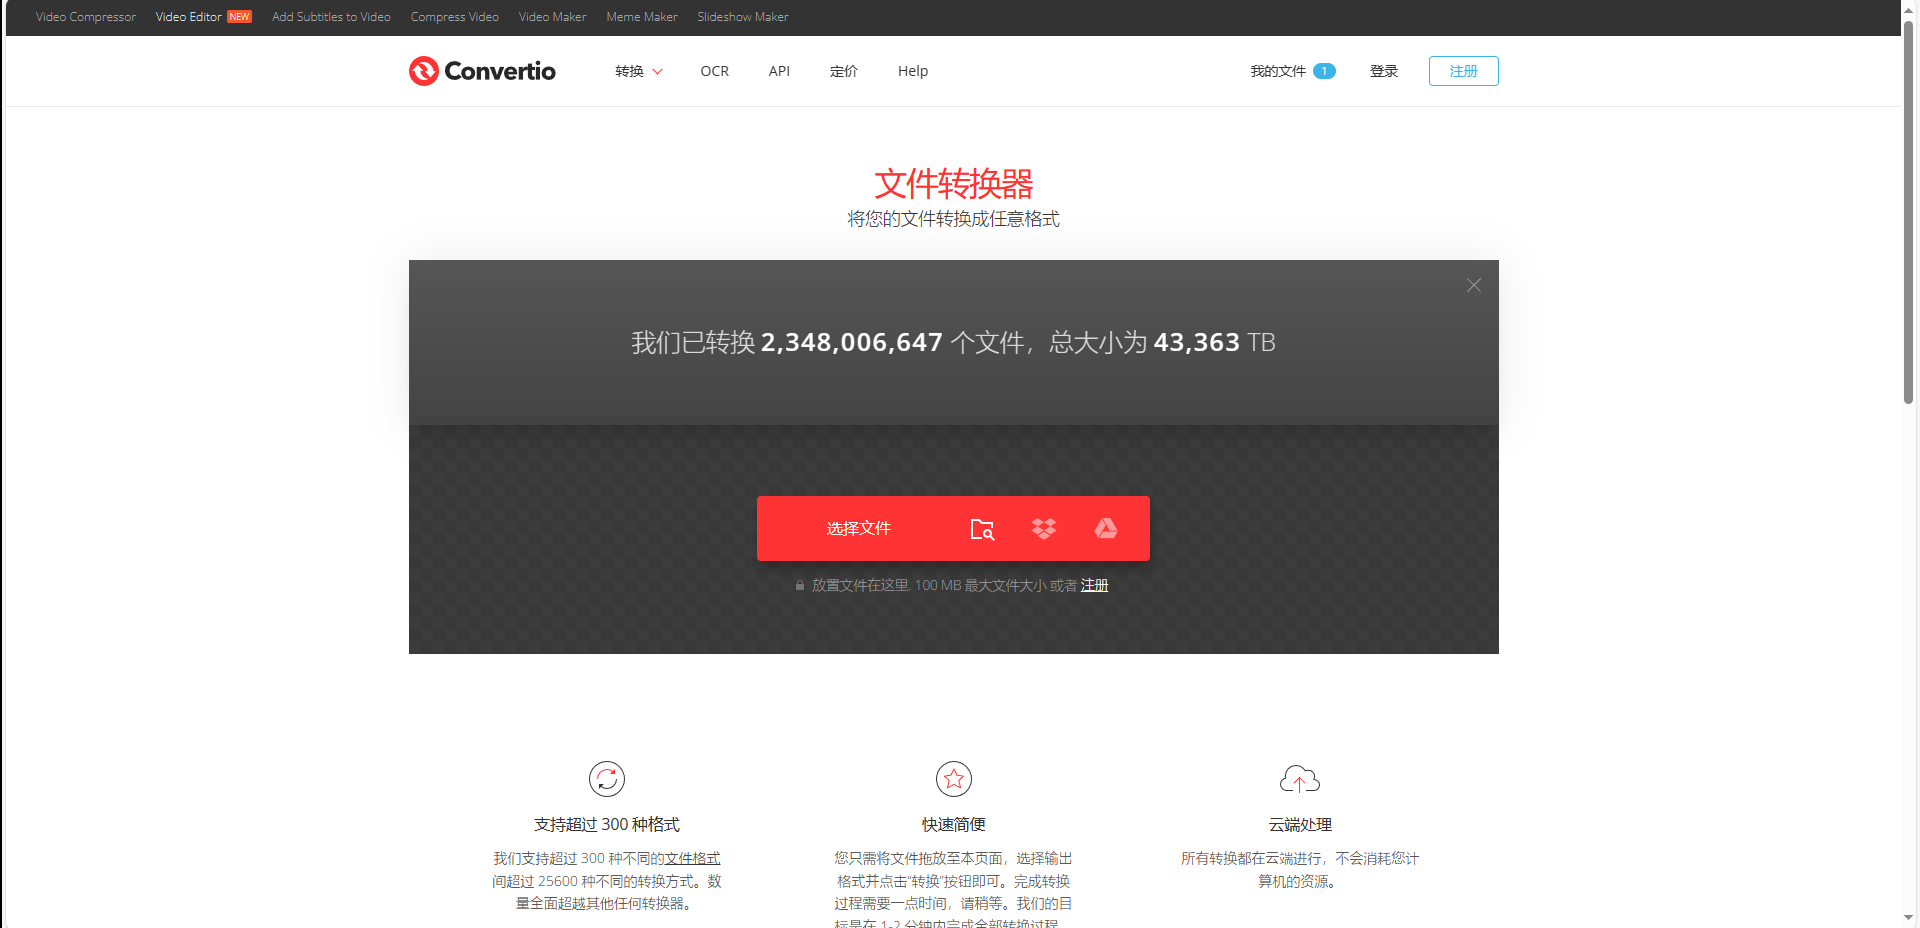 Video Compressor Video Editor NEW Add Subtitles to Video Compress Video Video Maker Meme Maker Slideshow Maker
Convertio 转换 OCR API 定价 Help 我的文件 1 登录 注册
文件转换器
将您的文件转换成任意格式
我们已转换 2,348,006,647 个文件，总大小为 43,363 TB
选择文件
放置文件在这里. 100 MB 最大文件大小 或者 注册
支持超过 300 种格式
我们支持超过 300 种不同的文件格式
间超过 25600 种不同的转换方式。数
量全面超越其他任何转换器。
快速简便
您只需将文件拖放至本页面，选择输出
格式并点击“转换”按钮即可。完成转换
过程需要一点时间，请稍等。我们的目
标是在 1-2 分钟内完成全部转换过程。
云端处理
所有转换都在云端进行，不会消耗您计
算机的资源。